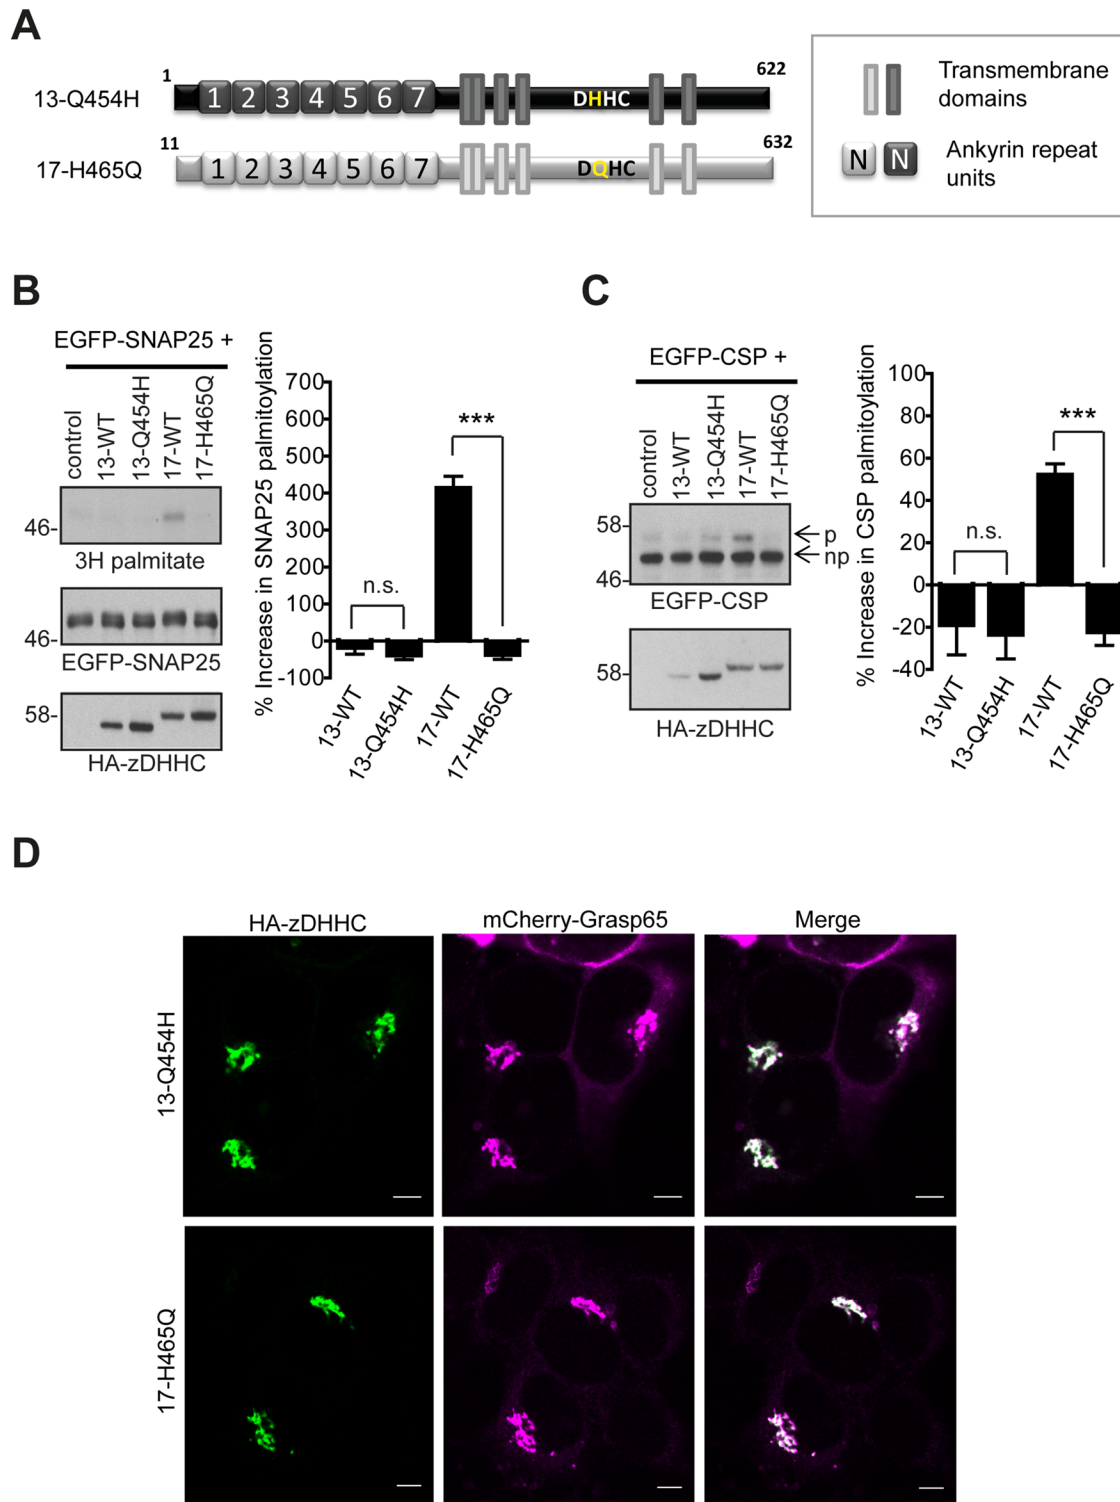 A
1
622
13-Q454H
1 2 3 4 5 6 7
DHHC
11
632
17-H465Q
1 2 3 4 5 6 7
DQHC
Transmembrane
domains
N N
Ankyrin repeat
units
B
EGFP-SNAP25 +
control
13-WT
13-Q454H
17-WT
17-H465Q
46-
3H palmitate
46-
EGFP-SNAP25
58-
HA-zDHHC
% Increase in SNAP25 palmitoylation
700
600
500
400
300
200
100
0
-100
n.s.
***
13-WT
13-Q454H
17-WT
17-H465Q
C
EGFP-CSP +
control
13-WT
13-Q454H
17-WT
17-H465Q
58-
p
np
46-
EGFP-CSP
58-
HA-zDHHC
% Increase in CSP palmitoylation
100
80
60
40
20
0
-20
-40
n.s.
***
13-WT
13-Q454H
17-WT
17-H465Q
D
HA-zDHHC
mCherry-Grasp65
Merge
13-Q454H
17-H465Q